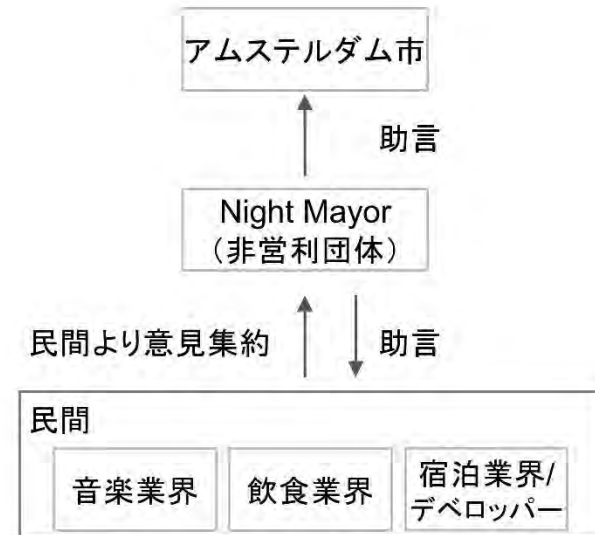 アムステルダム市
助言
Night Mayor
（非営利団体）
民間より意見集約
助言
民間
音楽業界
飲食業界
宿泊業界/
デベロッパー